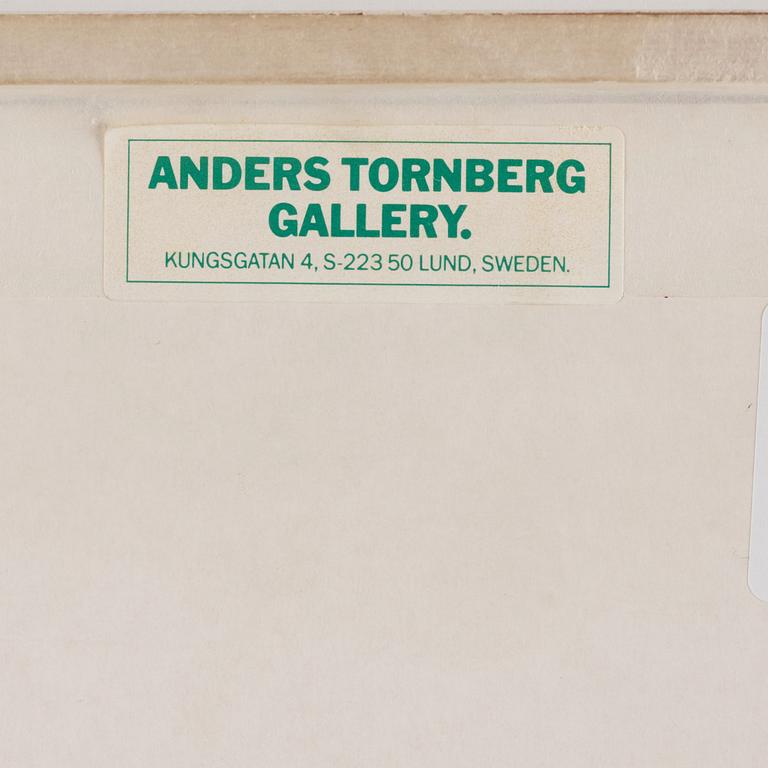 ANDERS TORNBERG
GALLERY.
KUNGSGATAN 4, S-223 50 LUND, SWEDEN.